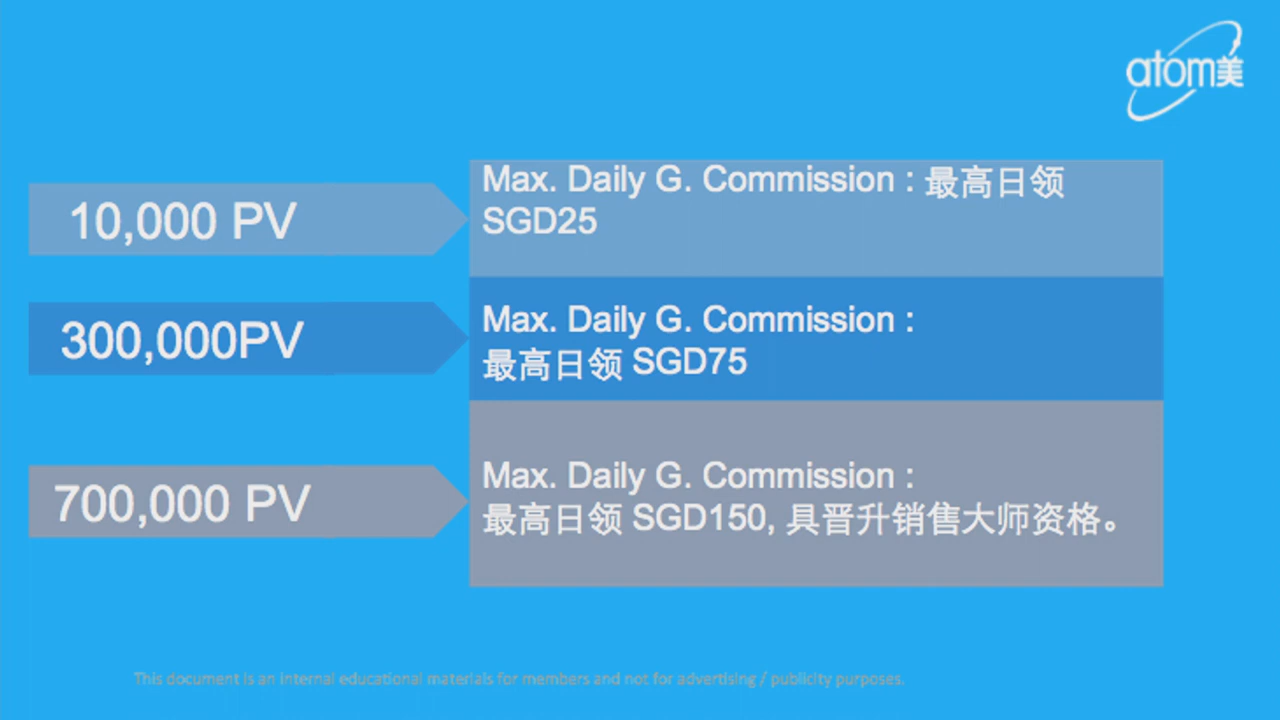 atom美
10,000 PV
Max. Daily G. Commission : 最高日领
SGD25
300,000PV
Max. Daily G. Commission :
最高日领 SGD75
700,000 PV
Max. Daily G. Commission :
最高日领 SGD150, 具晋升销售大师资格。
This document is an internal educational materials for members and not for advertising / publicity purposes.